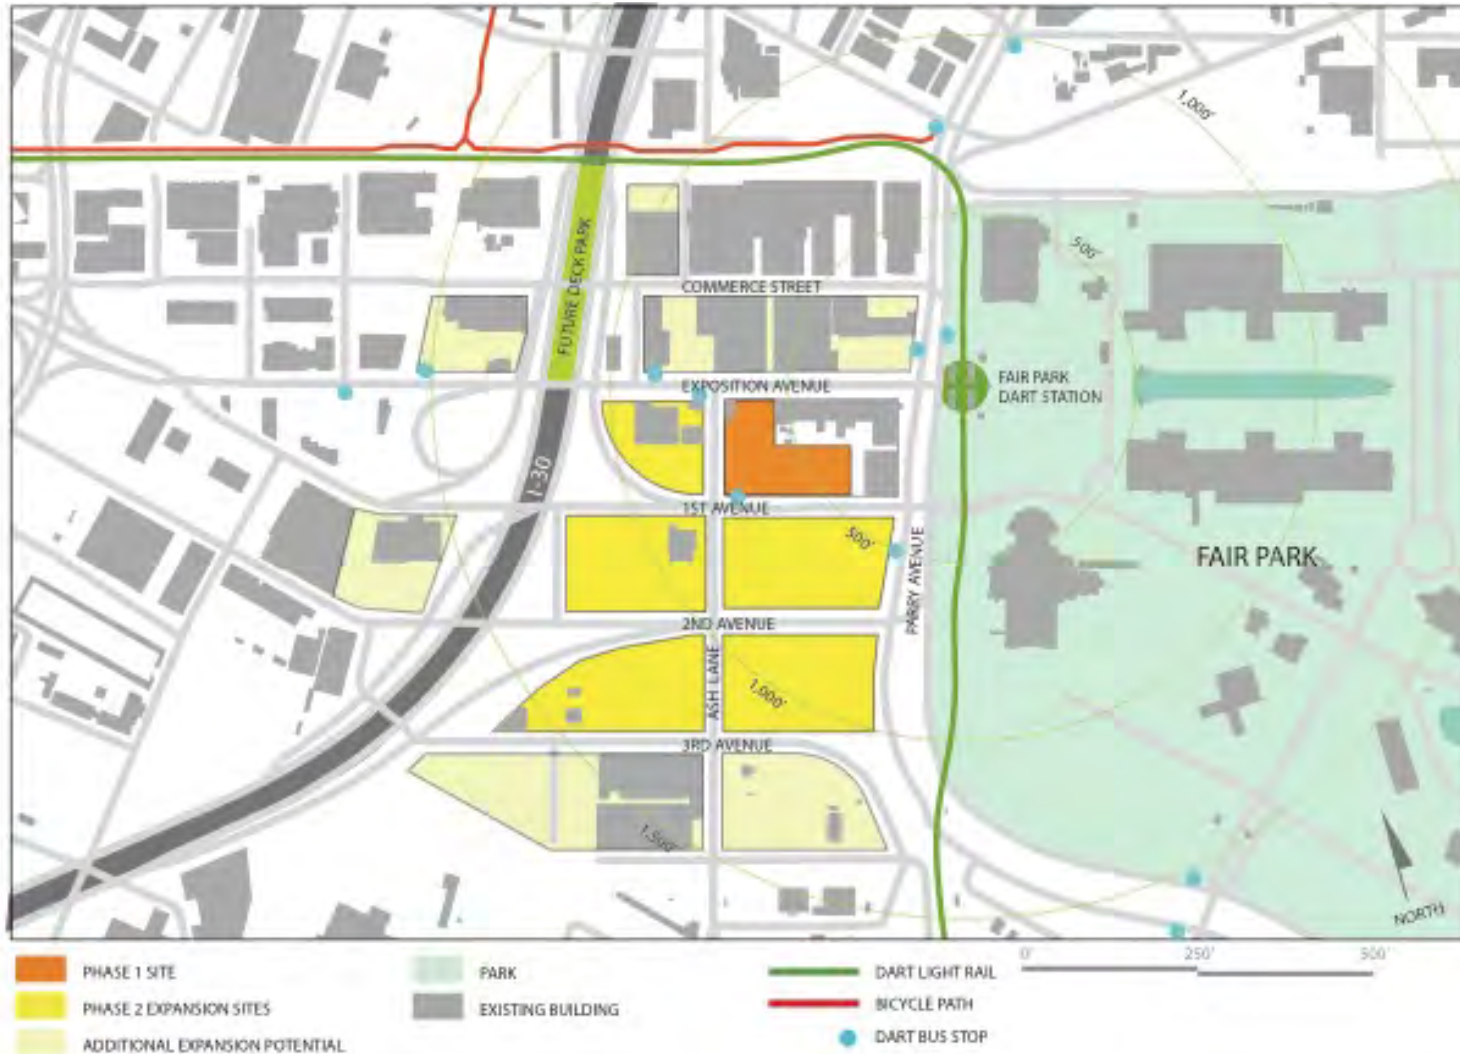 1,000'
FUTURE DECK PARK
500'
COMMERCE STREET
EXPOSITION AVENUE
FAIR PARK
DART STATION
I-30
1ST AVENUE
500'
PARRY AVENUE
FAIR PARK
2ND AVENUE
ASH LANE
1,000'
3RD AVENUE
1,500'
NORTH
PHASE 1 SITE
PHASE 2 EXPANSION SITES
ADDITIONAL EXPANSION POTENTIAL
PARK
EXISTING BUILDING
DART LIGHT RAIL
BICYCLE PATH
DART BUS STOP
0' 250' 500'